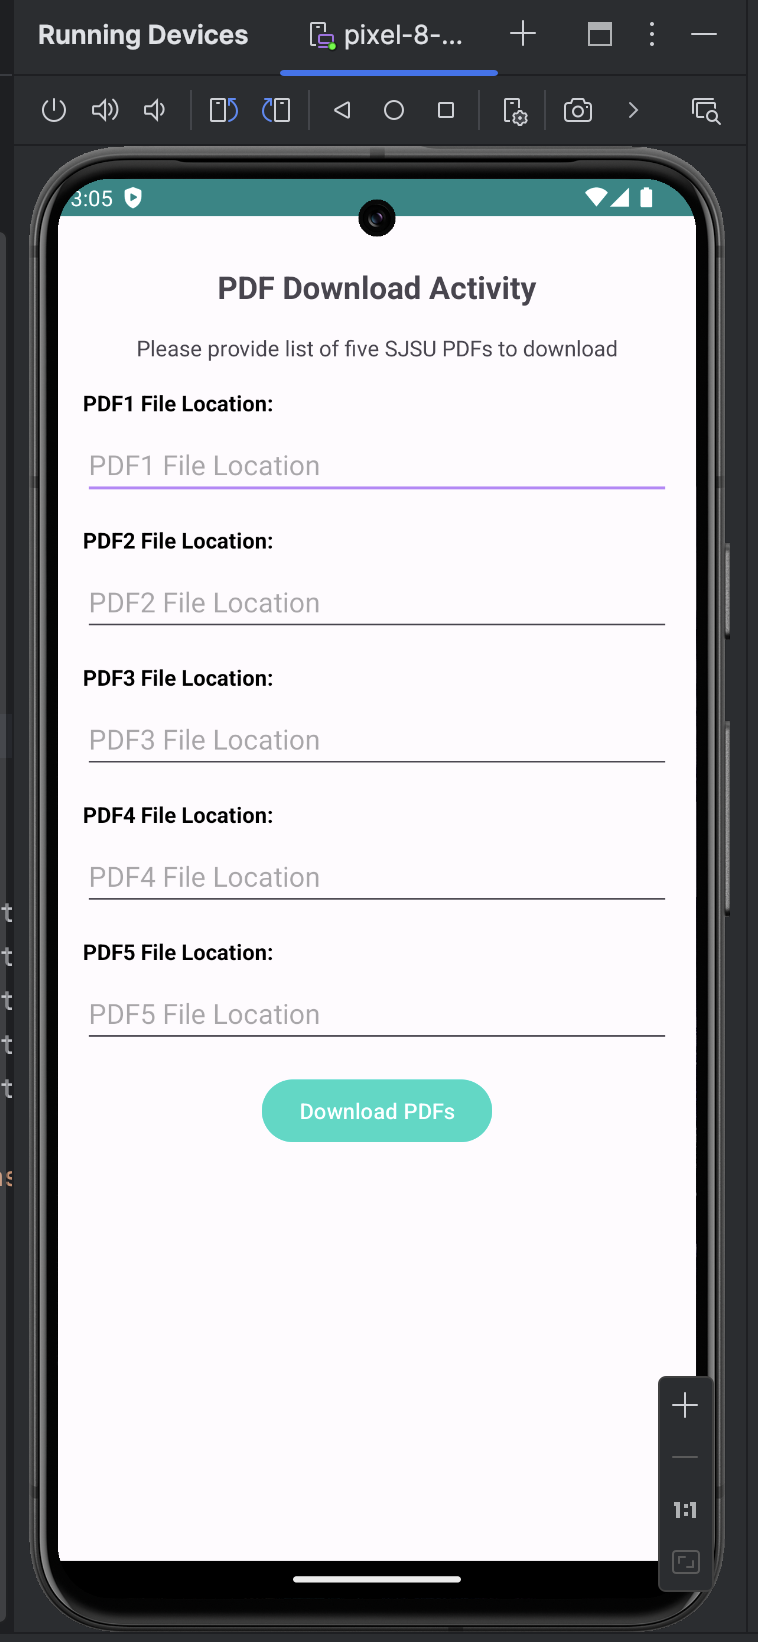 Running Devices
pixel-8-...
3:05
PDF Download Activity
Please provide list of five SJSU PDFs to download
PDF1 File Location:
PDF1 File Location
PDF2 File Location:
PDF2 File Location
PDF3 File Location:
PDF3 File Location
PDF4 File Location:
PDF4 File Location
t
t
PDF5 File Location:
t
PDF5 File Location
t
t
Download PDFs
1:1